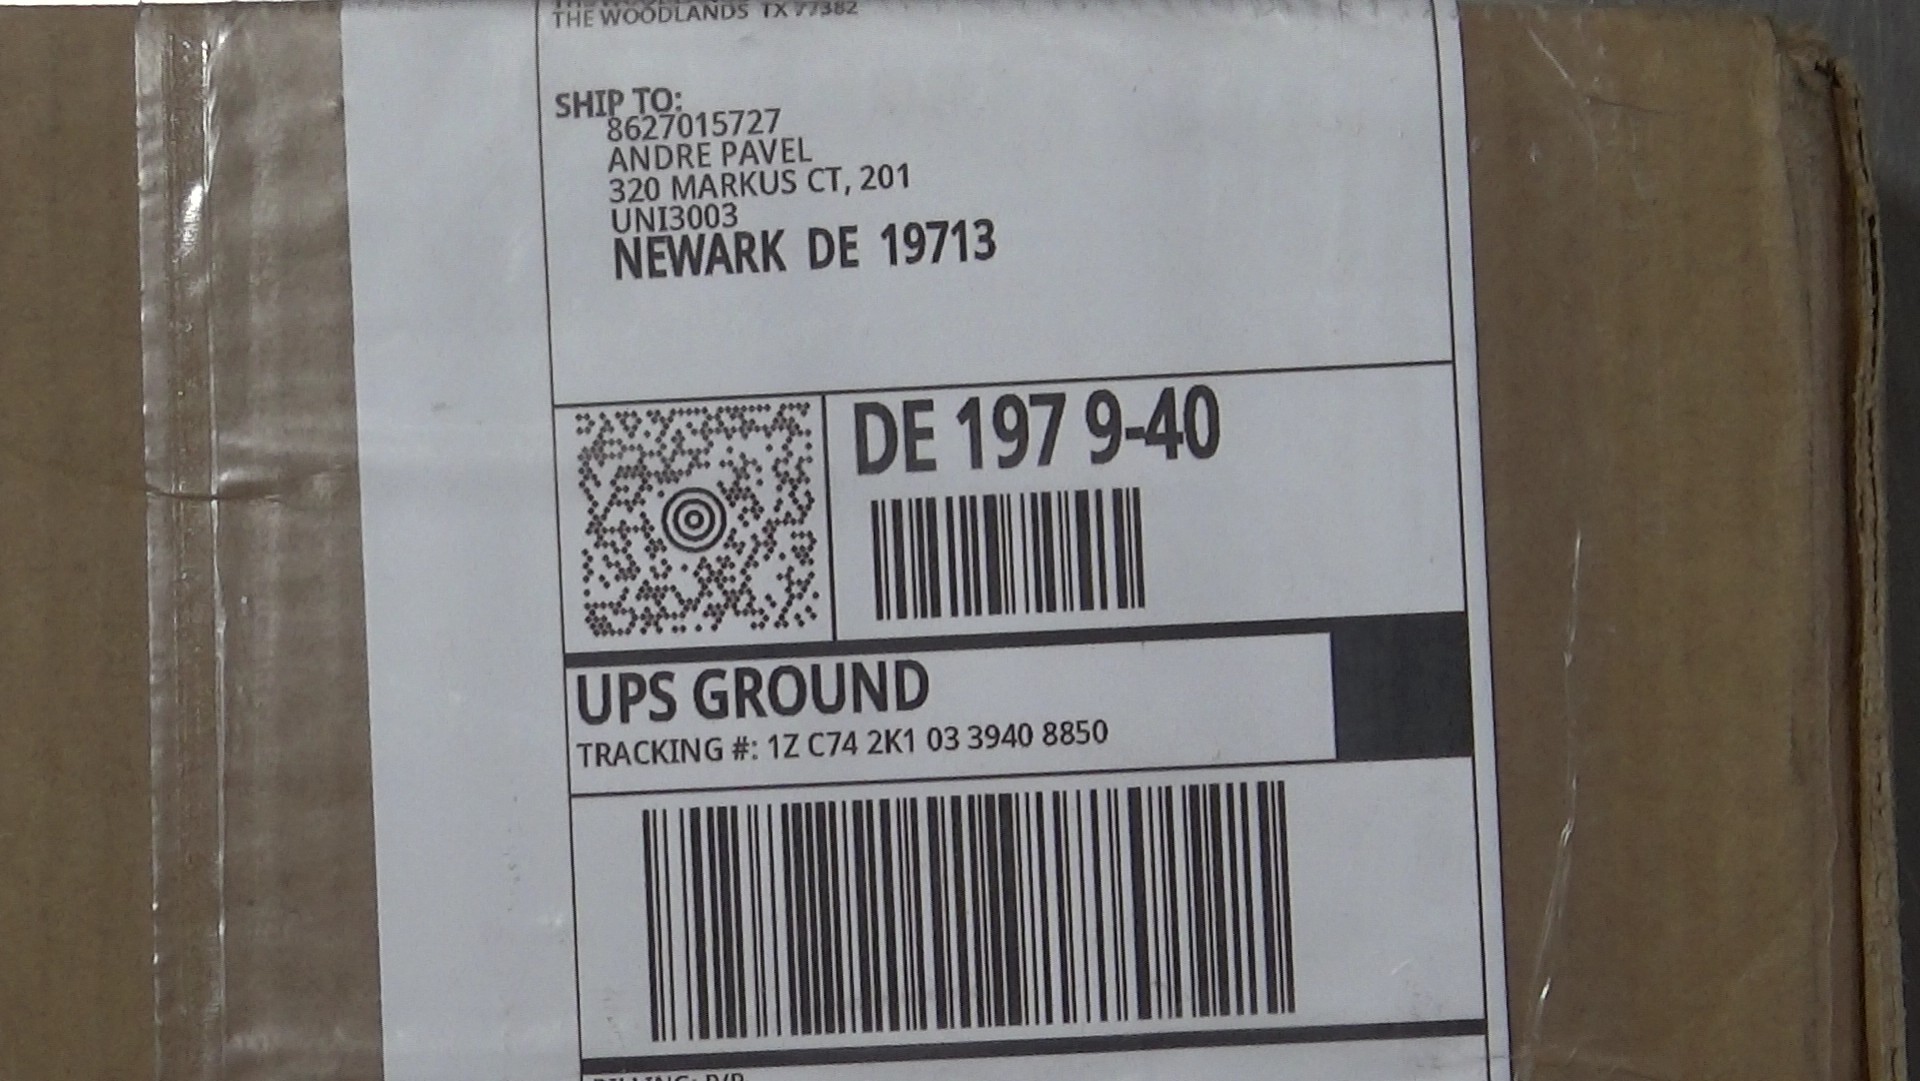 THE WOODLANDS TX 77382
SHIP TO:
8627015727
ANDRE PAVEL
320 MARKUS CT, 201
UNI3003
NEWARK DE 19713
DE 197 9-40
UPS GROUND
TRACKING #: 1Z C74 2K1 03 3940 8850
BILLING: P/P